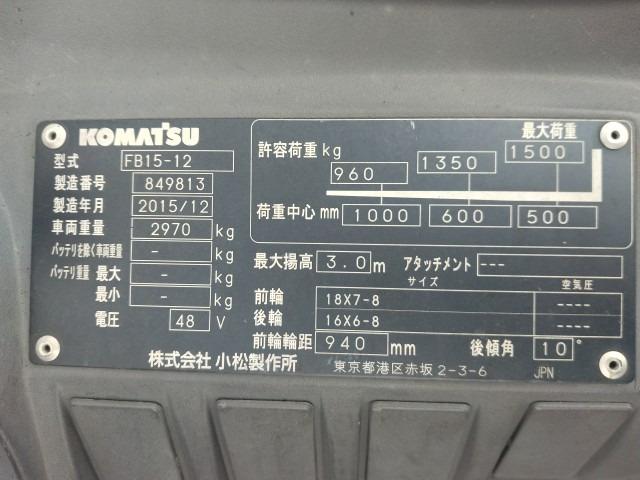 KOMATSU
型式 FB15-12
製造番号 849813
製造年月 2015/12
車両重量 2970 kg
バッテリを除く車両重量 - kg
バッテリ重量 最大 - kg
最小 - kg
電圧 48 V
最大荷重
許容荷重 kg 960 1350 1500
荷重中心 mm 1000 600 500
最大揚高 3.0 m アタッチメント ---
サイズ 空気圧
前輪 18X7-8 ----
後輪 16X6-8 ----
前輪輪距 940 mm 後傾角 10°
株式会社 小松製作所 東京都港区赤坂 2-3-6 JPN